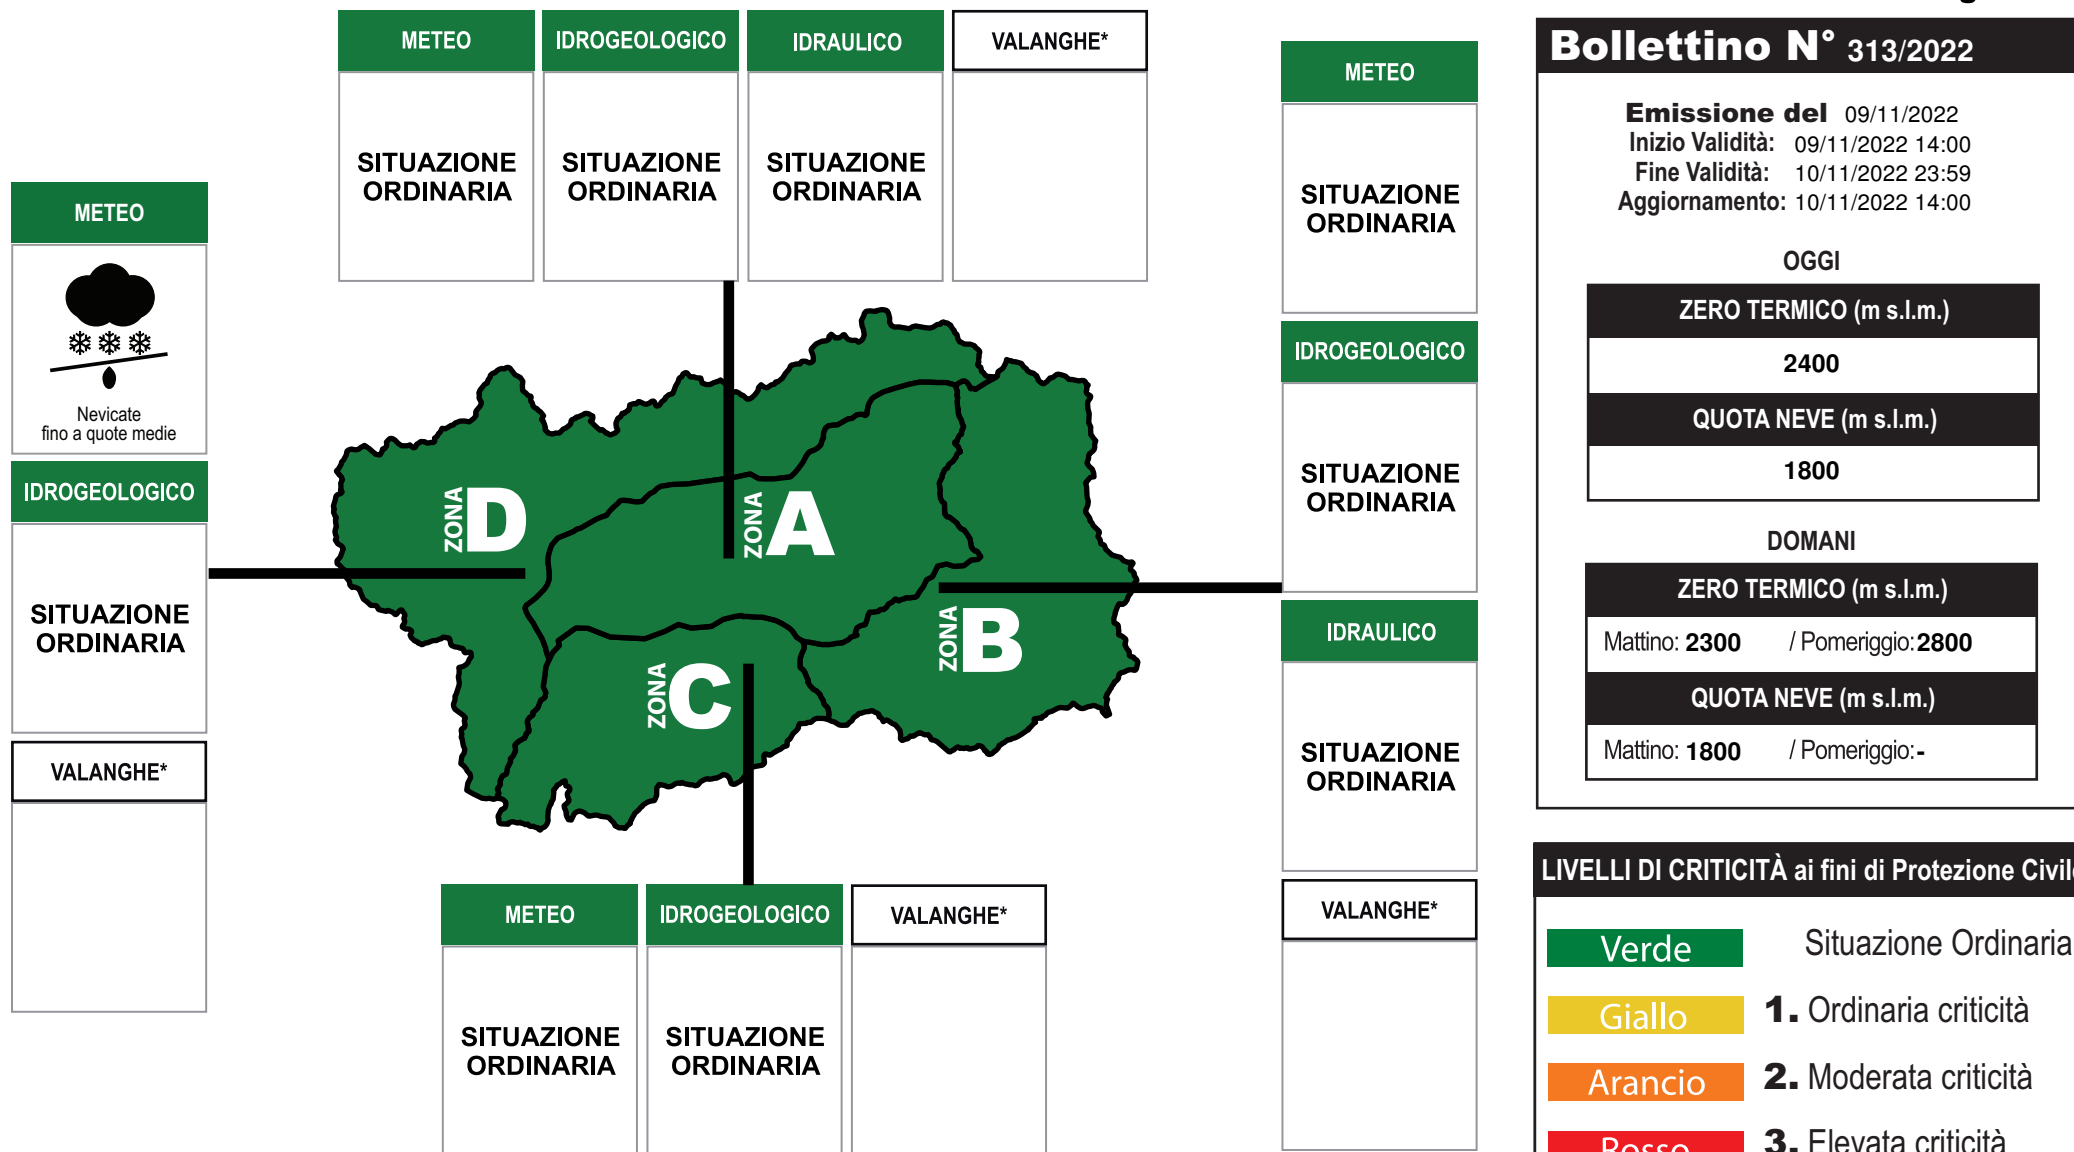 METEO
IDROGEOLOGICO
IDRAULICO
VALANGHE*
SITUAZIONE
ORDINARIA
SITUAZIONE
ORDINARIA
SITUAZIONE
ORDINARIA
METEO
Nevicate
fino a quote medie
IDROGEOLOGICO
SITUAZIONE
ORDINARIA
VALANGHE*
ZONA D
ZONA A
ZONA B
ZONA C
METEO
SITUAZIONE
ORDINARIA
IDROGEOLOGICO
SITUAZIONE
ORDINARIA
IDRAULICO
SITUAZIONE
ORDINARIA
VALANGHE*
METEO
IDROGEOLOGICO
VALANGHE*
SITUAZIONE
ORDINARIA
SITUAZIONE
ORDINARIA
Bollettino N° 313/2022
Emissione del 09/11/2022
Inizio Validità: 09/11/2022 14:00
Fine Validità: 10/11/2022 23:59
Aggiornamento: 10/11/2022 14:00
OGGI
ZERO TERMICO (m s.l.m.)
2400
QUOTA NEVE (m s.l.m.)
1800
DOMANI
ZERO TERMICO (m s.l.m.)
Mattino: 2300 / Pomeriggio: 2800
QUOTA NEVE (m s.l.m.)
Mattino: 1800 / Pomeriggio: -
LIVELLI DI CRITICITÀ ai fini di Protezione Civile
Verde Situazione Ordinaria
Giallo 1. Ordinaria criticità
Arancio 2. Moderata criticità
Rosso 3. Elevata criticità